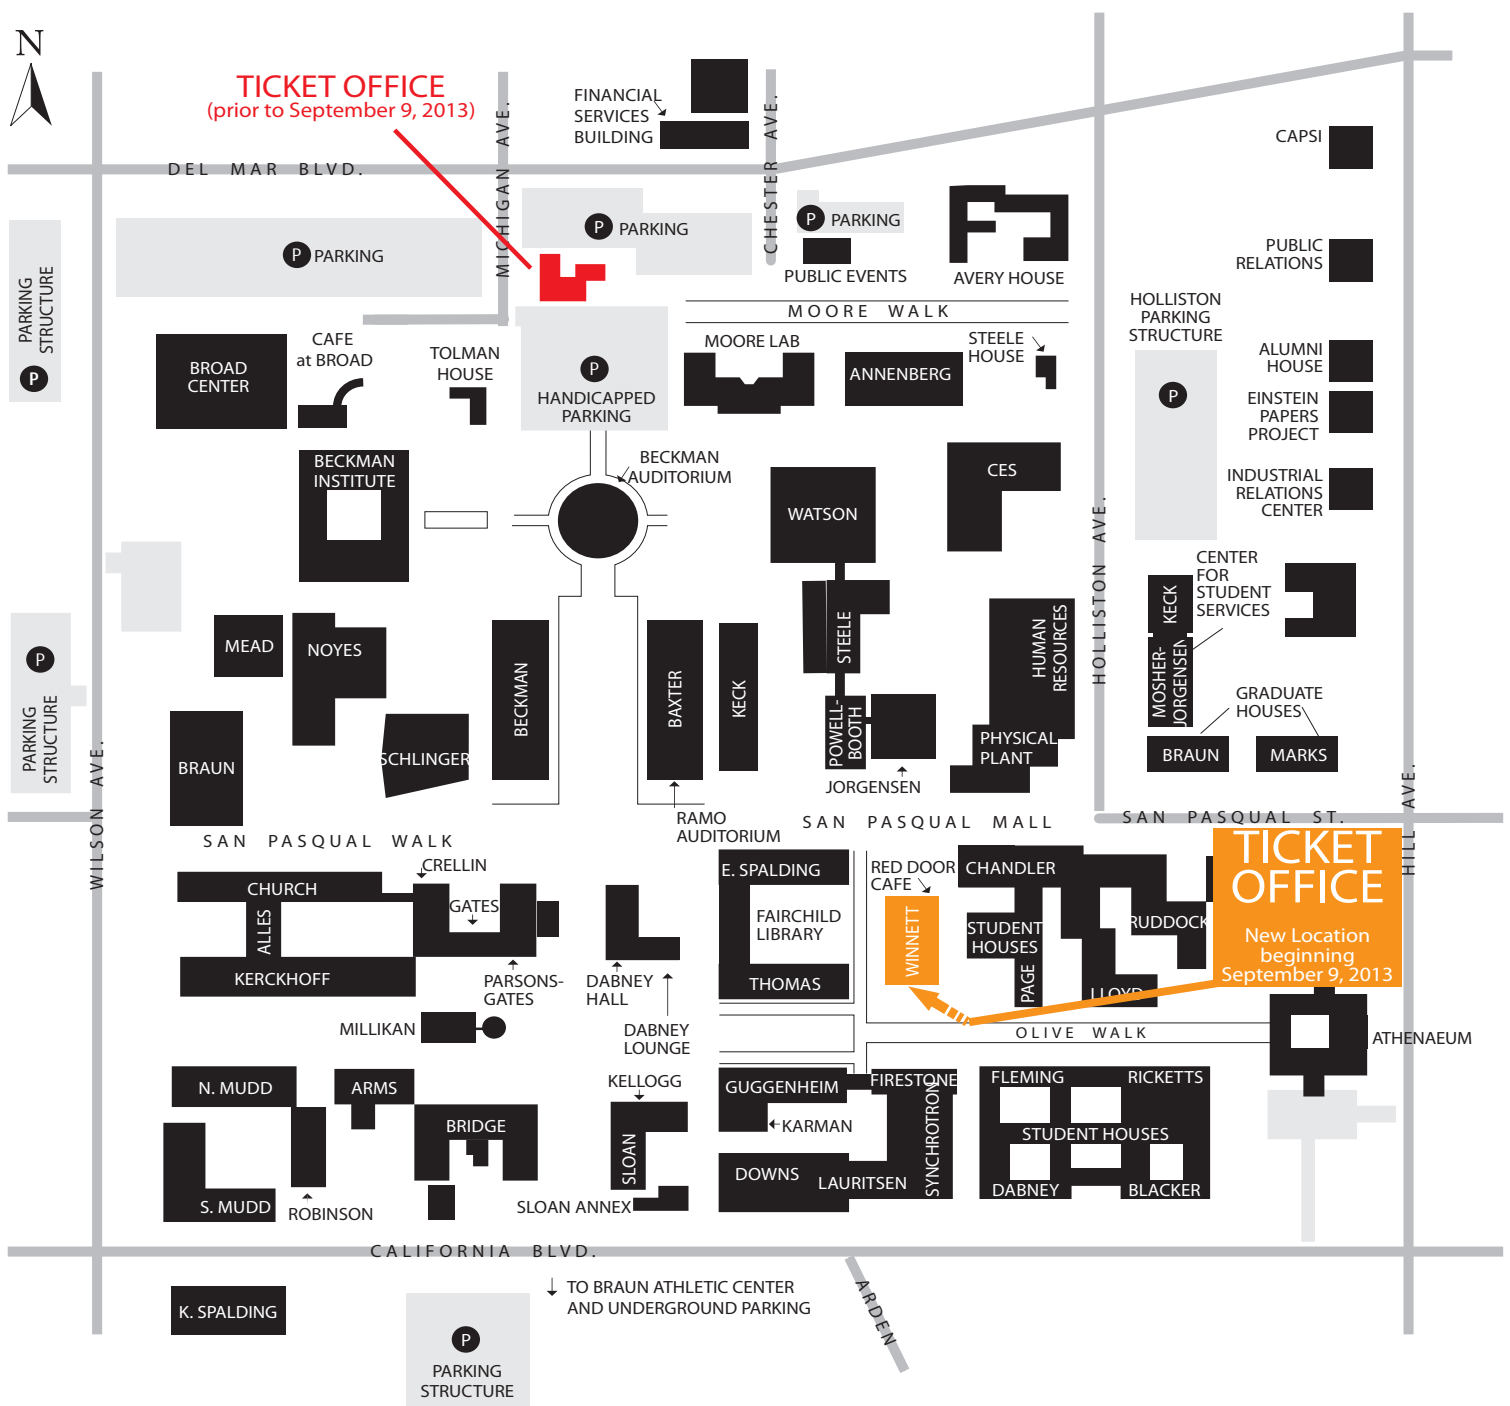 N
TICKET OFFICE
(prior to September 9, 2013)
MICHIGAN AVE.
FINANCIAL
SERVICES
BUILDING
CHESTER AVE.
CAPSI
DEL MAR BLVD.
P PARKING
P PARKING
P PARKING
PUBLIC EVENTS
AVERY HOUSE
PUBLIC
RELATIONS
PARKING
STRUCTURE
P
MOORE WALK
HOLLISTON
PARKING
STRUCTURE
P
CAFE
at BROAD
BROAD
CENTER
TOLMAN
HOUSE
P
HANDICAPPED
PARKING
MOORE LAB
ANNENBERG
STEELE
HOUSE
ALUMNI
HOUSE
EINSTEIN
PAPERS
PROJECT
BECKMAN
INSTITUTE
BECKMAN
AUDITORIUM
WATSON
CES
INDUSTRIAL
RELATIONS
CENTER
HOLLISTON AVE.
CENTER
FOR
STUDENT
SERVICES
KECK
MOSHER-
JORGENSEN
P
PARKING
STRUCTURE
MEAD
NOYES
BECKMAN
BAXTER
KECK
STEELE
HUMAN
RESOURCES
GRADUATE
HOUSES
BRAUN
SCHLINGER
POWELL-
BOOTH
PHYSICAL
PLANT
BRAUN
MARKS
JORGENSEN
WILSON AVE.
HILL AVE.
RAMO
AUDITORIUM
SAN PASQUAL WALK
SAN PASQUAL MALL
SAN PASQUAL ST.
TICKET
OFFICE
New Location
beginning
September 9, 2013
CRELLIN
CHURCH
GATES
ALLES
KERCKHOFF
PARSONS-
GATES
DABNEY
HALL
DABNEY
LOUNGE
E. SPALDING
FAIRCHILD
LIBRARY
THOMAS
RED DOOR
CAFE
WINNETT
CHANDLER
STUDENT
HOUSES
PAGE
RUDDOCK
LLOYD
MILLIKAN
OLIVE WALK
ATHENAEUM
N. MUDD
ARMS
KELLOGG
GUGGENHEIM
FIRESTONE
FLEMING
RICKETTS
BRIDGE
SLOAN
KARMAN
SYNCHROTRON
STUDENT HOUSES
DOWNS
LAURITSEN
DABNEY
BLACKER
S. MUDD
ROBINSON
SLOAN ANNEX
CALIFORNIA BLVD.
K. SPALDING
TO BRAUN ATHLETIC CENTER
AND UNDERGROUND PARKING
ARDEN
P
PARKING
STRUCTURE